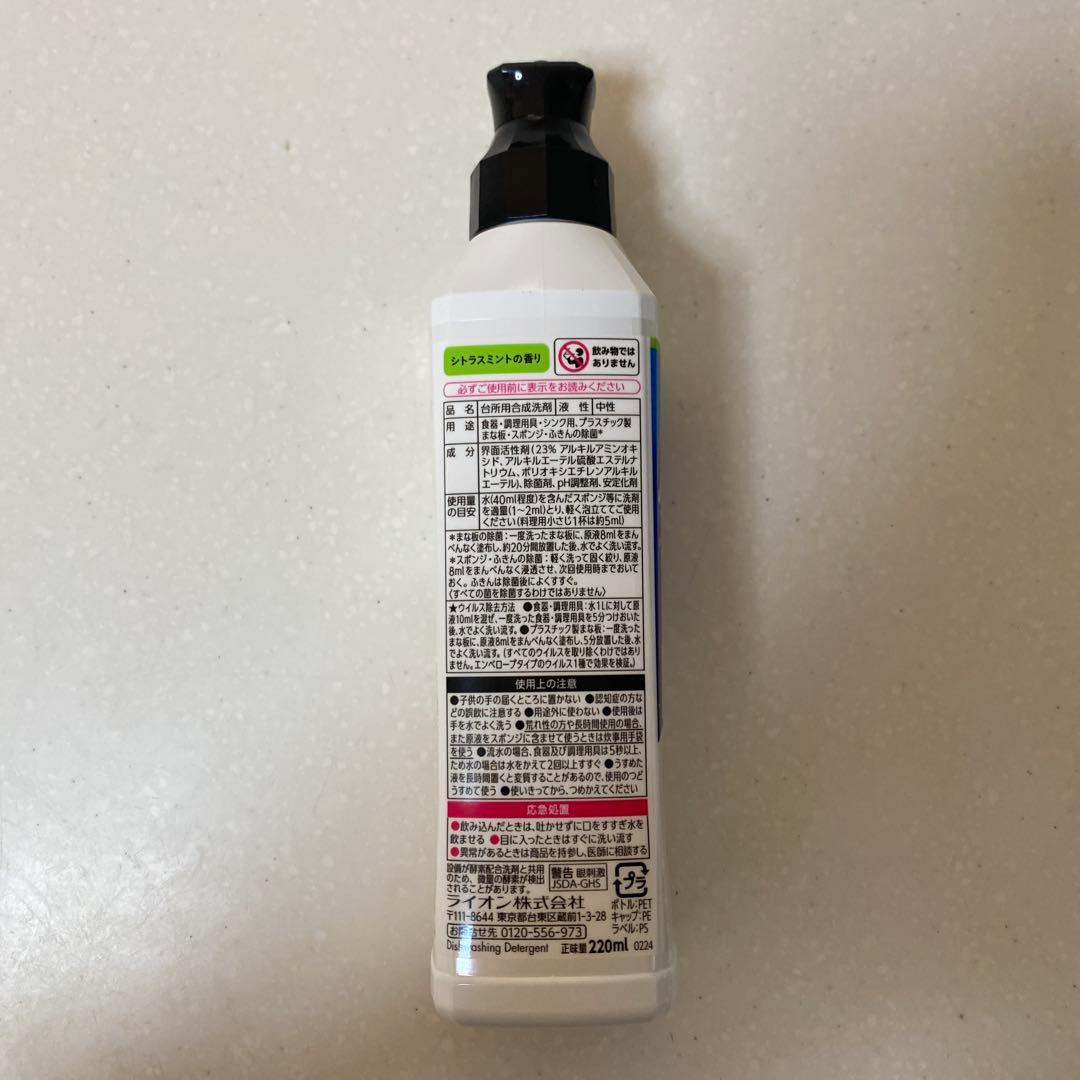 シトラスミントの香り
飲み物では
ありません
必ずご使用前に表示をお読みください
品 名 台所用合成洗剤 液 性 中性
用 途 食器・調理用具・シンク用、プラスチック製
まな板・スポンジ・ふきんの除菌*
成 分 界面活性剤(23% アルキルアミンオキ
シド、アルキルエーテル硫酸エステルナ
トリウム、ポリオキシエチレンアルキル
エーテル)、除菌剤、pH調整剤、安定化剤
使用量
の目安
水(40ml程度)を含んだスポンジ等に洗剤
を適量(1〜2ml)とり、軽く泡立ててご使用
ください(料理用小さじ1杯は約5ml)
*まな板の除菌:一度洗ったまな板に、原液8mlをまん
べんなく塗布し、約20分間放置した後、水でよく洗い流す。
*スポンジ・ふきんの除菌:軽く洗って固く絞り、原液
8mlをまんべんなく浸透させ、次回使用時までおいて
おく。ふきんは除菌後によくすすぐ。
〈すべての菌を除菌するわけではありません〉
★ウイルス除去方法 ●食器・調理用具:水1Lに対して原
液10mlを混ぜ、一度洗った食器・調理用具を5分つけおいた
後、水でよく洗い流す。●プラスチック製まな板:一度洗った
まな板に、原液8mlをまんべんなく塗布し、5分放置した後、水
でよく洗い流す。(すべてのウイルスを取り除くわけではあり
ません。エンベロープタイプのウイルス1種で効果を検証。)
使用上の注意
●子供の手の届くところに置かない ●認知症の方な
どの誤飲に注意する ●用途外に使わない ●使用後は
手を水でよく洗う ●荒れ性の方や長時間使用の場合、
また原液をスポンジに含ませて使うときは炊事用手袋
を使う ●流水の場合、食器及び調理用具は5秒以上、
ため水の場合は水をかえて2回以上すすぐ ●うすめた
液を長時間置くと変質することがあるので、使用のつど
うすめて使う ●使いきってから、つめかえてください
応急処置
●飲み込んだときは、吐かせずに口をすすぎ水を
飲ませる ●目に入ったときはすぐに洗い流す
●異常があるときは商品を持参し、医師に相談する
設備が酵素配合洗剤と共用
のため、微量の酵素が検出
されることがあります。
警告 眼刺激
JSDA-GHS
プラ
ボトル:PET
キャップ:PE
ラベル:PS
ライオン株式会社
〒111-8644 東京都台東区蔵前1-3-28
お問合せ先 0120-556-973
Dishwashing Detergent 正味量 220ml 0224